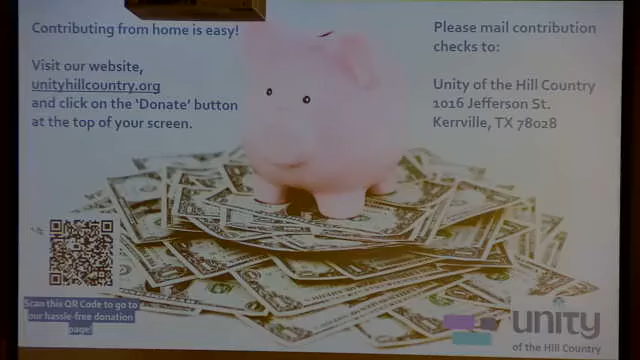 Contributing from home is easy!
Visit our website,
unityhillcountry.org
and click on the 'Donate' button
at the top of your screen.
Please mail contribution
checks to:
Unity of the Hill Country
1016 Jefferson St.
Kerrville, TX 78028
Scan this QR Code to go to
our hassle-free donation
page!
unity
of the Hill Country